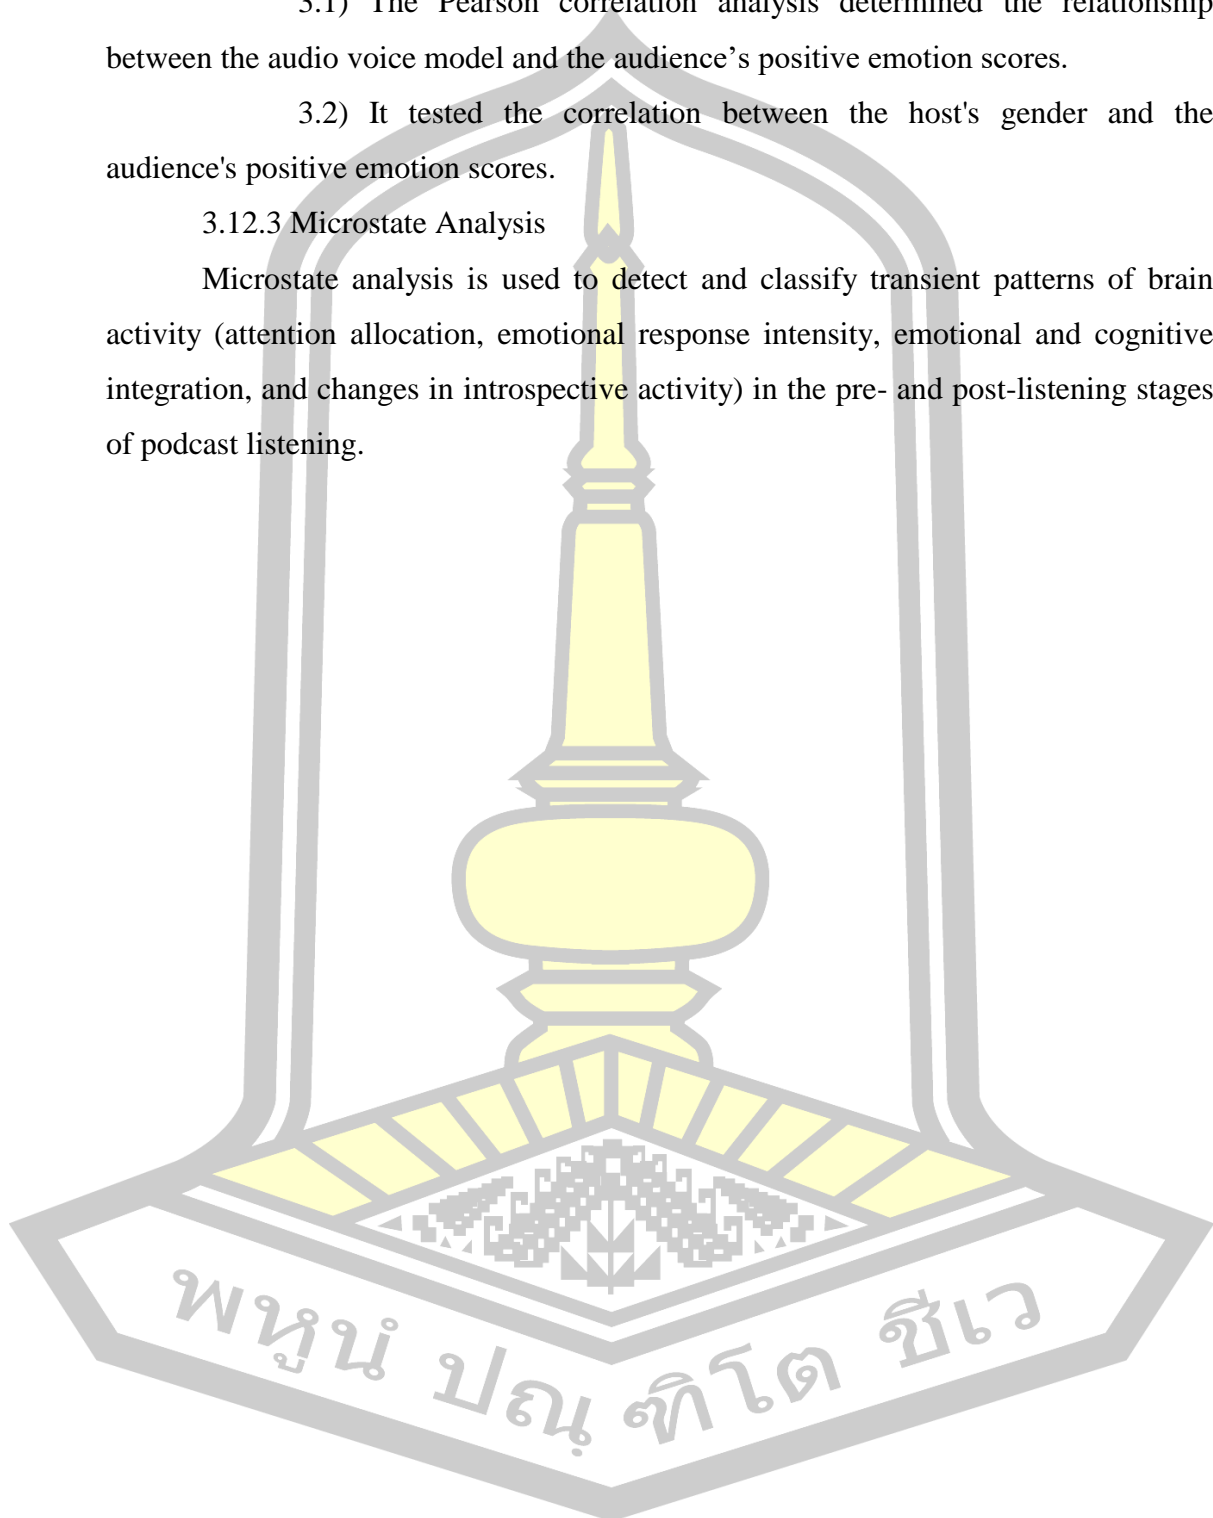 3.1) The Pearson correlation analysis determined the relationship
between the audio voice model and the audience’s positive emotion scores.
3.2) It tested the correlation between the host's gender and the
audience's positive emotion scores.
3.12.3 Microstate Analysis
Microstate analysis is used to detect and classify transient patterns of brain
activity (attention allocation, emotional response intensity, emotional and cognitive
integration, and changes in introspective activity) in the pre- and post-listening stages
of podcast listening.
พหูนํ ปณฺฑิโต ชีเว